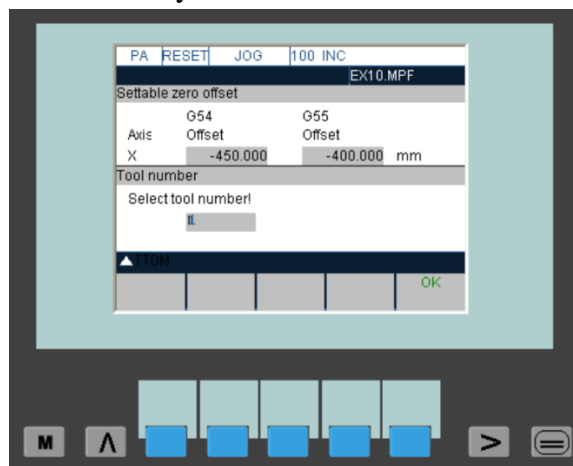 PA RESET JOG 100 INC
EX10.MPF
Settable zero offset
G54 G55
Axis Offset Offset
X -450.000 -400.000 mm
Tool number
Select tool number!
OK
M Λ >